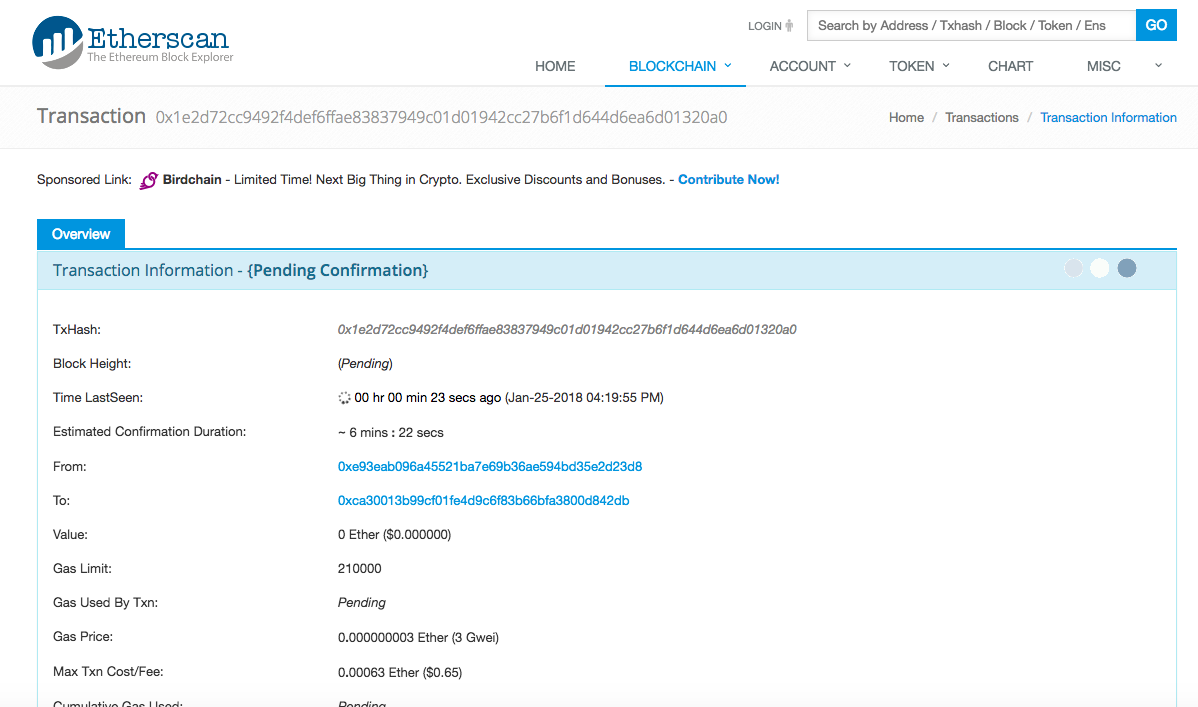 Etherscan
The Ethereum Block Explorer
LOGIN
Search by Address / Txhash / Block / Token / Ens
GO
HOME BLOCKCHAIN ACCOUNT TOKEN CHART MISC
Transaction 0x1e2d72cc9492f4def6ffae83837949c01d01942cc27b6f1d644d6ea6d01320a0
Home / Transactions / Transaction Information
Sponsored Link: Birdchain - Limited Time! Next Big Thing in Crypto. Exclusive Discounts and Bonuses. - Contribute Now!
Overview
Transaction Information - {Pending Confirmation}
TxHash: 0x1e2d72cc9492f4def6ffae83837949c01d01942cc27b6f1d644d6ea6d01320a0
Block Height: (Pending)
Time LastSeen: 00 hr 00 min 23 secs ago (Jan-25-2018 04:19:55 PM)
Estimated Confirmation Duration: ~ 6 mins : 22 secs
From: 0xe93eab096a45521ba7e69b36ae594bd35e2d23d8
To: 0xca30013b99cf01fe4d9c6f83b66bfa3800d842db
Value: 0 Ether ($0.000000)
Gas Limit: 210000
Gas Used By Txn: Pending
Gas Price: 0.000000003 Ether (3 Gwei)
Max Txn Cost/Fee: 0.00063 Ether ($0.65)
Cumulative Gas Used: Pending